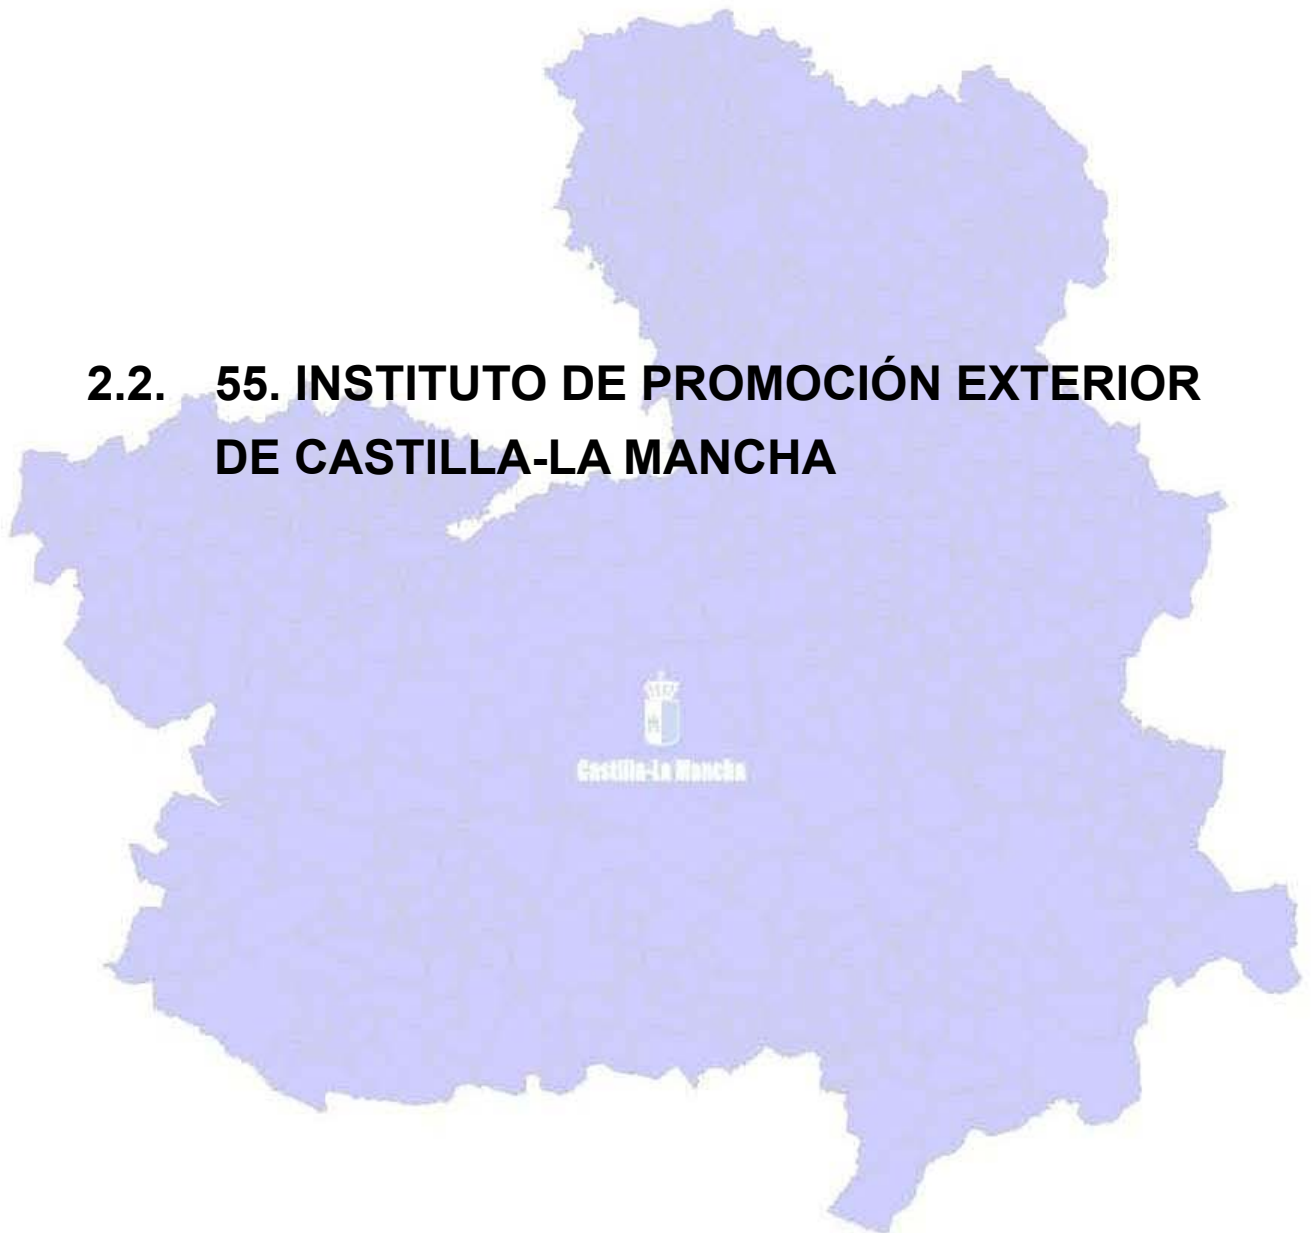 2.2. 55. INSTITUTO DE PROMOCIÓN EXTERIOR
DE CASTILLA-LA MANCHA
Castilla-La Mancha